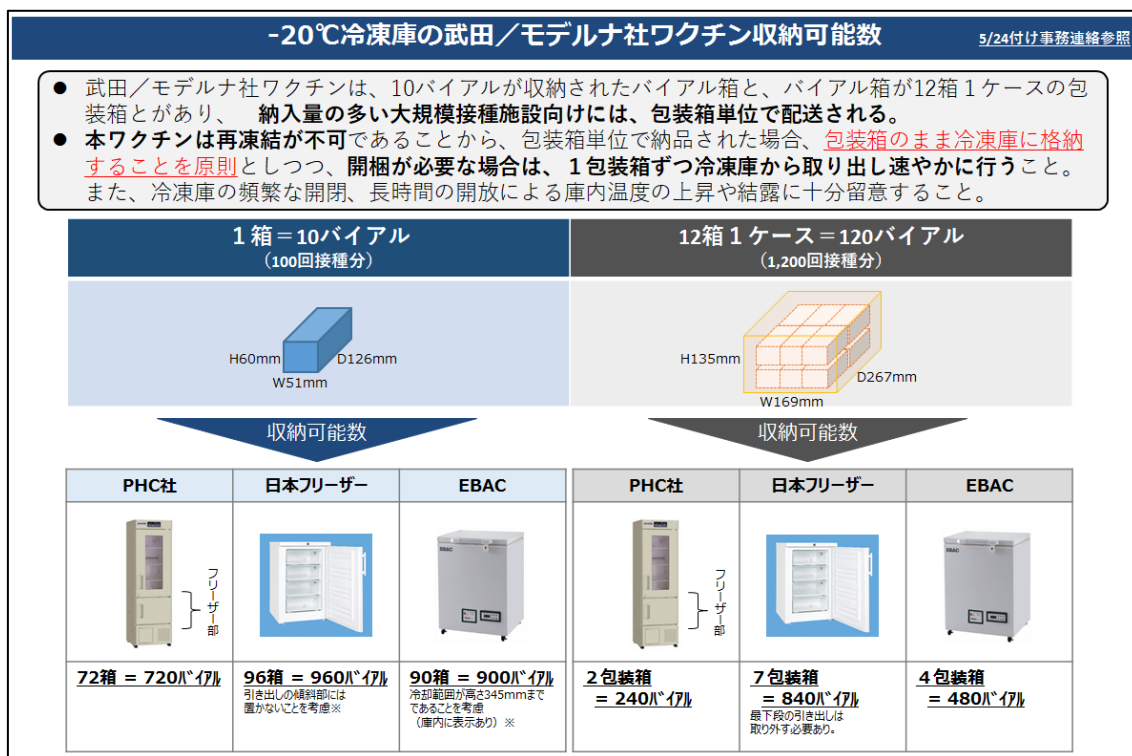 -20℃冷凍庫の武田／モデルナ社ワクチン収納可能数
5/24付け事務連絡参照
● 武田／モデルナ社ワクチンは、10バイアルが収納されたバイアル箱と、バイアル箱が12箱１ケースの包
装箱とがあり、 納入量の多い大規模接種施設向けには、包装箱単位で配送される。
● 本ワクチンは再凍結が不可であることから、包装箱単位で納品された場合、包装箱のまま冷凍庫に格納
することを原則としつつ、開梱が必要な場合は、１包装箱ずつ冷凍庫から取り出し速やかに行うこと。
また、冷凍庫の頻繁な開閉、長時間の開放による庫内温度の上昇や結露に十分留意すること。
１箱＝10バイアル
（100回接種分）
H60mm
D126mm
W51mm
収納可能数
12箱１ケース＝120バイアル
（1,200回接種分）
H135mm
D267mm
W169mm
収納可能数
PHC社
日本フリーザー
EBAC
フリーザー部
EBAC
72箱 = 720ﾊﾞｲｱﾙ
96箱 = 960ﾊﾞｲｱﾙ
引き出しの傾斜部には
置かないことを考慮※
90箱 = 900ﾊﾞｲｱﾙ
冷却範囲が高さ345mmまで
であることを考慮
（庫内に表示あり）※
PHC社
日本フリーザー
EBAC
フリーザー部
EBAC
２包装箱
= 240ﾊﾞｲｱﾙ
７包装箱
= 840ﾊﾞｲｱﾙ
最下段の引き出しは
取り外す必要あり。
４包装箱
= 480ﾊﾞｲｱﾙ